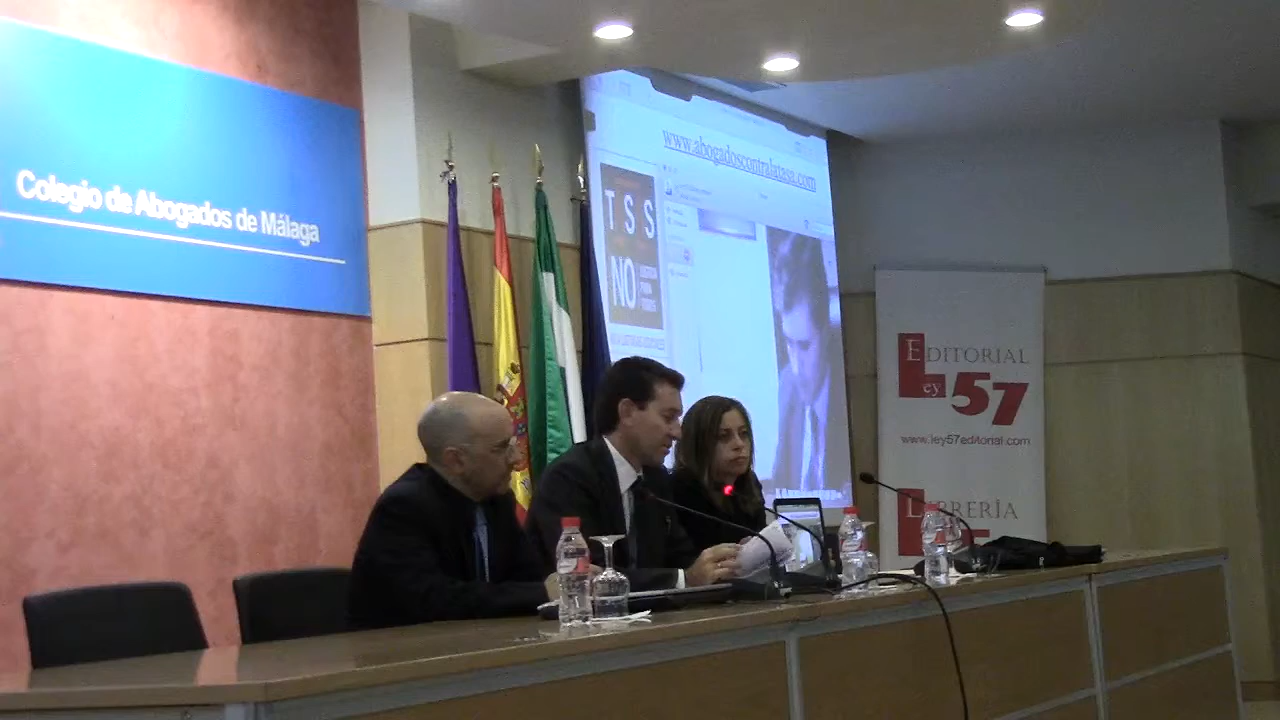 Colegio de Abogados de Málaga
www.abogadoscontralatasa.com
T S S
NO
EDITORIAL
Ley 57
www.ley57editorial.com
LIBRERÍA